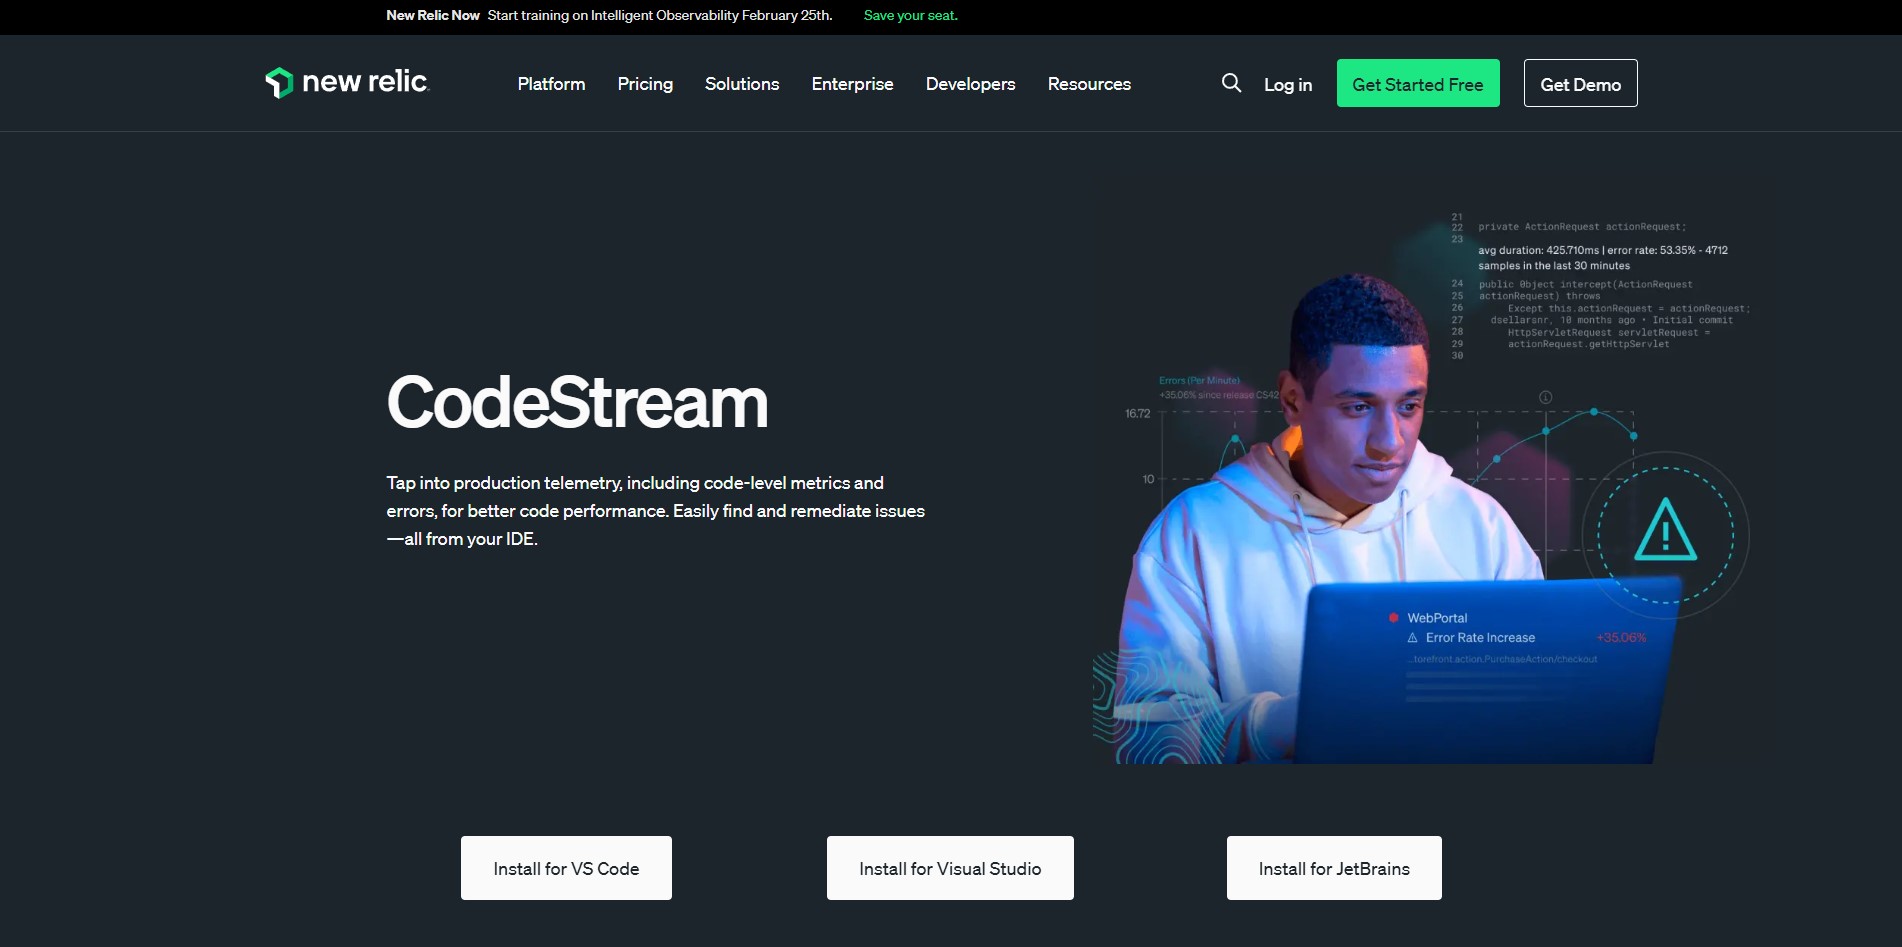 New Relic Now Start training on Intelligent Observability February 25th. Save your seat.
new relic
Platform Pricing Solutions Enterprise Developers Resources Log in Get Started Free Get Demo
CodeStream
Tap into production telemetry, including code-level metrics and
errors, for better code performance. Easily find and remediate issues
—all from your IDE.
21
22 private ActionRequest actionRequest;
23
avg duration: 425.710ms | error rate: 53.35% - 4712
samples in the last 30 minutes
24 public Object intercept(ActionRequest
25 actionRequest) throws
26 Except this.actionRequest = actionRequest;
27 dsellarsnr, 10 months ago • Initial commit
28 HttpServletRequest servletRequest =
29 actionRequest.getHttpServlet
30
Errors (Per Minute)
+35.06% since release CS42
16.72
10
WebPortal
Error Rate Increase +35.06%
...torefront.action.PurchaseAction/checkout
Install for VS Code
Install for Visual Studio
Install for JetBrains